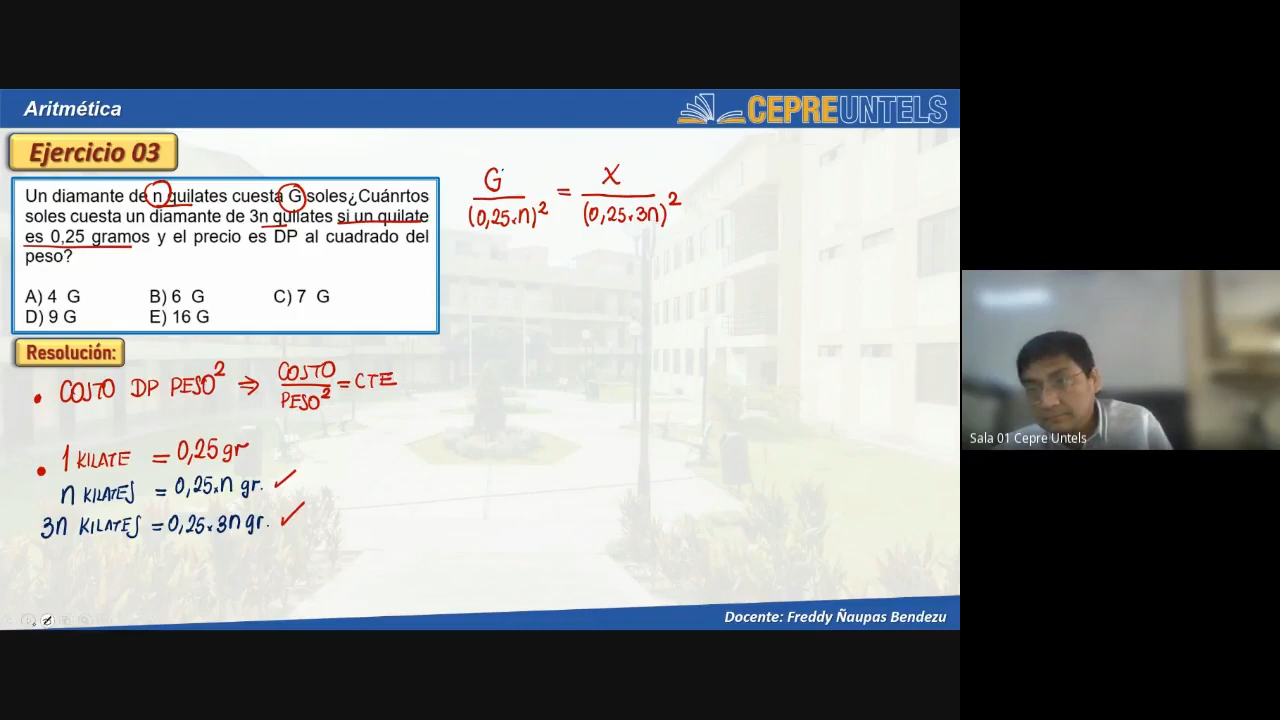 Aritmética
CEPREUNTELS
Ejercicio 03
Un diamante de n quilates cuesta G soles¿Cuánrtos
soles cuesta un diamante de 3n quilates si un quilate
es 0,25 gramos y el precio es DP al cuadrado del
peso?
A) 4 G B) 6 G C) 7 G
D) 9 G E) 16 G
G / (0,25×n)² = X / (0,25×3n)²
Resolución:
• COSTO DP PESO² ⇒ COSTO / PESO² = CTE
• 1 KILATE = 0,25 gr
n KILATES = 0,25×n gr. ✓
3n KILATES = 0,25×3n gr. ✓
Sala 01 Cepre Untels
Docente: Freddy Ñaupas Bendezu